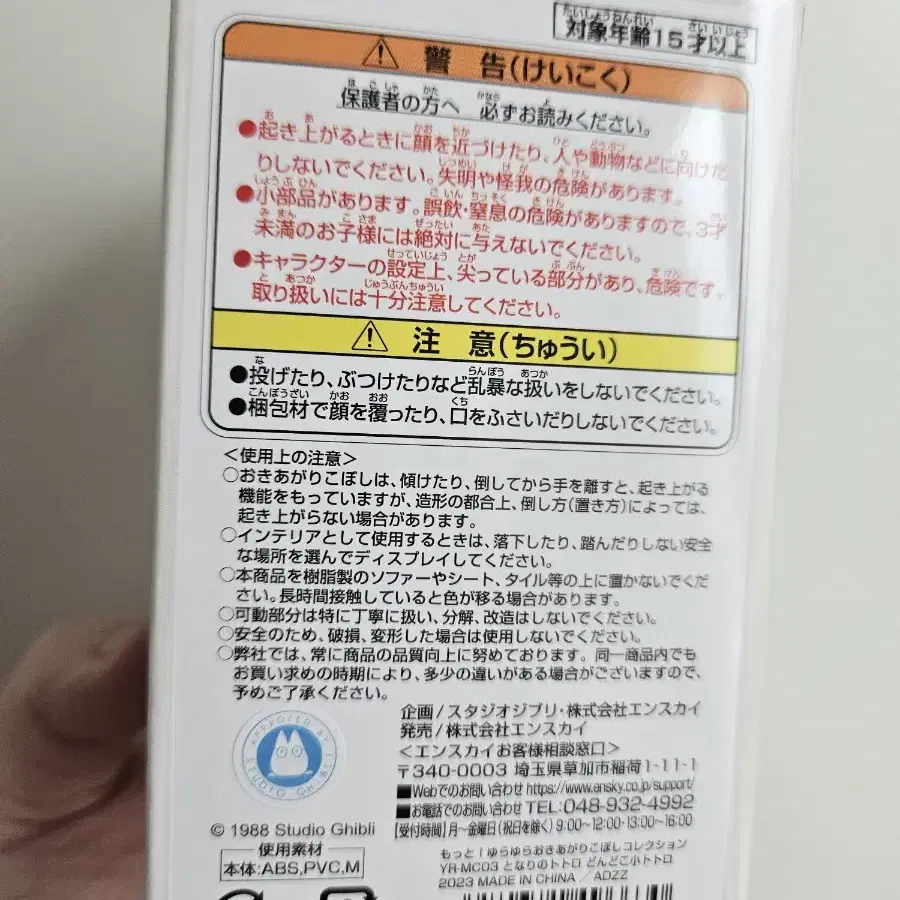 対象年齢15才以上
警 告(けいこく)
保護者の方へ 必ずお読みください。
●起き上がるときに顔を近づけたり、人や動物などに向けた
りしないでください。失明や怪我の危険があります。
●小部品があります。誤飲・窒息の危険がありますので、3才
未満のお子様には絶対に与えないでください。
●キャラクターの設定上、尖っている部分があり、危険です。
取り扱いには十分注意してください。
注 意(ちゅうい)
●投げたり、ぶつけたりなど乱暴な扱いをしないでください。
●梱包材で顔を覆ったり、口をふさいだりしないでください。
<使用上の注意>
○おきあがりこぼしは、傾けたり、倒してから手を離すと、起き上がる
機能をもっていますが、造形の都合上、倒し方(置き方)によっては、
起き上がらない場合があります。
○インテリアとして使用するときは、落下したり、踏んだりしない安全
な場所を選んでディスプレイしてください。
○本商品を樹脂製のソファーやシート、タイル等の上に置かないでくだ
さい。長時間接触していると色が移る場合があります。
○可動部分は特に丁寧に扱い、分解、改造はしないでください。
○安全のため、破損、変形した場合は使用しないでください。
○弊社では、常に商品の品質向上に努めております。同一商品内でも
お買い求めの時期により、多少の違いがある場合がございますので、
予めご了承ください。
APPROVED BY STUDIO GHIBLI
企画/スタジオジブリ・株式会社エンスカイ
発売/株式会社エンスカイ
<エンスカイお客様相談窓口>
〒340-0003 埼玉県草加市稲荷1-11-1
■Webでのお問い合わせ https://www.ensky.co.jp/support/
■お電話でのお問い合わせ TEL:048-932-4992
【受付時間】月~金曜日(祝日を除く) 9:00~12:00・13:00~16:00
© 1988 Studio Ghibli
使用素材
本体:ABS,PVC,M
もっと!ゆらゆらおきあがりこぼしコレクション
YR-MC03 となりのトトロ どんどこ小トトロ
2023 MADE IN CHINA / ADZZ